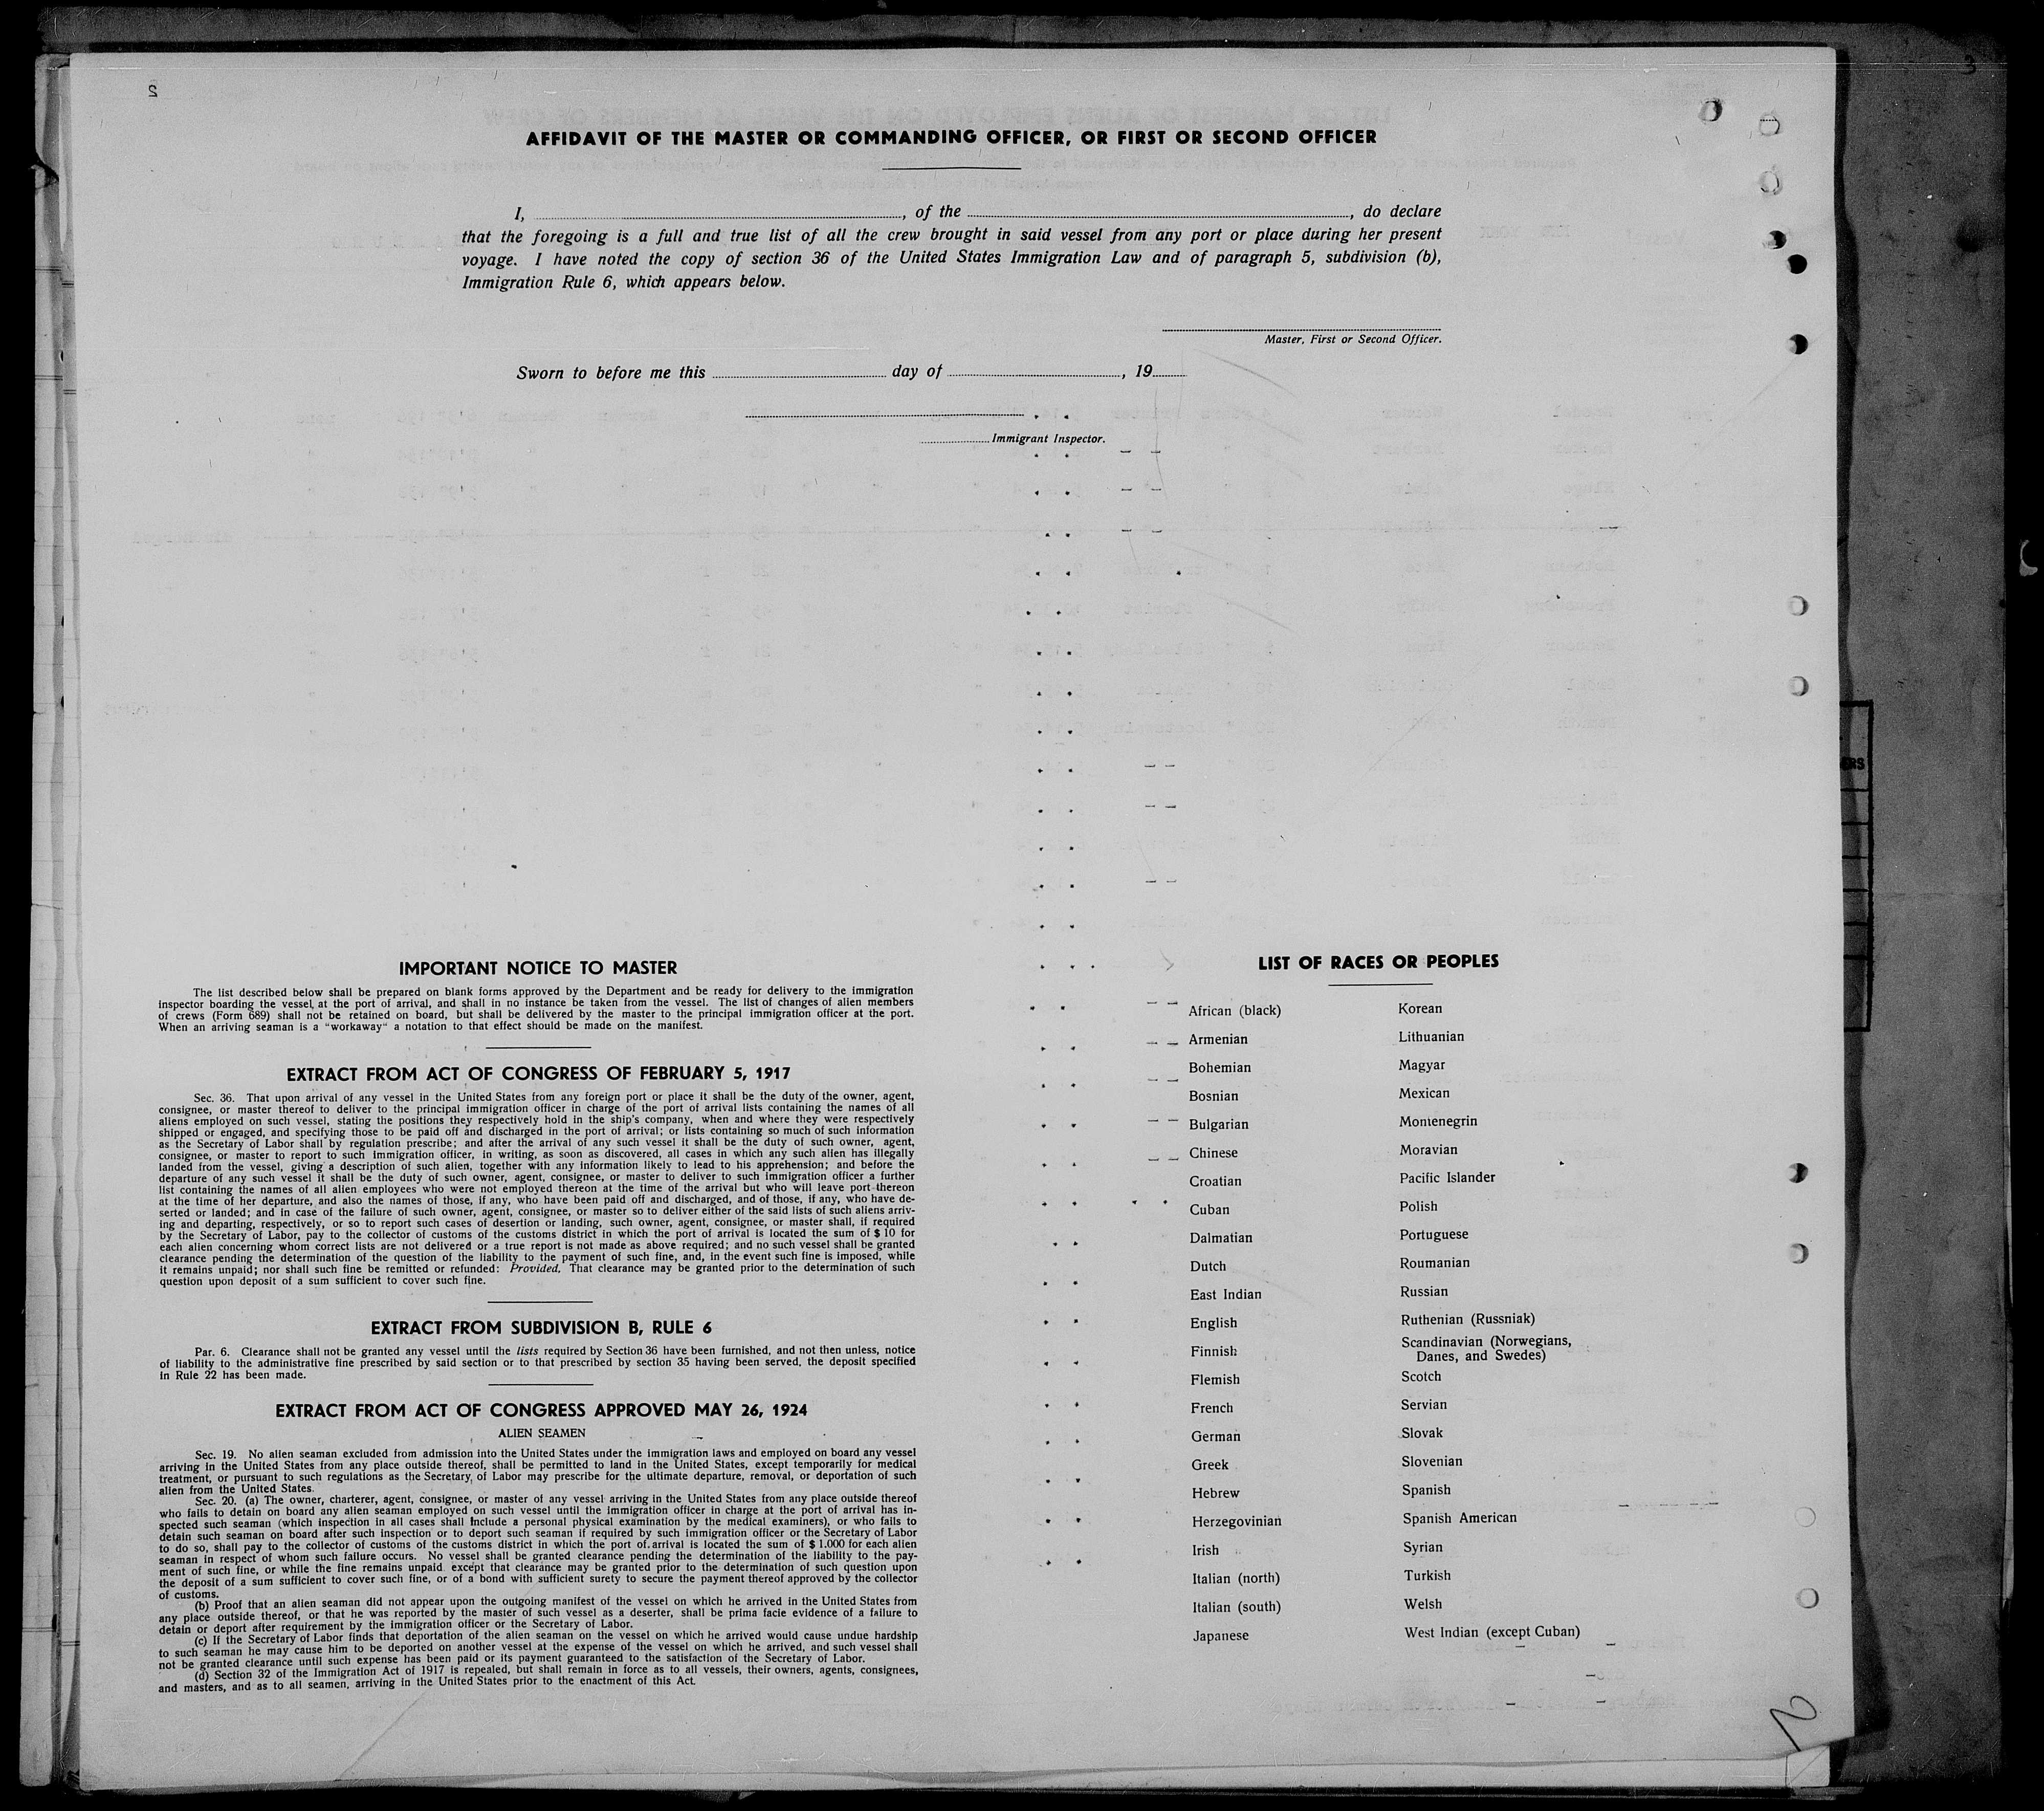 AFFIDAVIT OF THE MASTER OR COMMANDING OFFICER, OR FIRST OR SECOND OFFICER
I, , of the , do declare
that the foregoing is a full and true list of all the crew brought in said vessel from any port or place during her present
voyage. I have noted the copy of section 36 of the United States Immigration Law and of paragraph 5, subdivision (b),
Immigration Rule 6, which appears below.
Master, First or Second Officer.
Sworn to before me this day of , 19
Immigrant Inspector.
IMPORTANT NOTICE TO MASTER
The list described below shall be prepared on blank forms approved by the Department and be ready for delivery to the immigration
inspector boarding the vessel, at the port of arrival, and shall in no instance be taken from the vessel. The list of changes of alien members
of crews (Form 689) shall not be retained on board, but shall be delivered by the master to the principal immigration officer at the port.
When an arriving seaman is a "workaway" a notation to that effect should be made on the manifest.
EXTRACT FROM ACT OF CONGRESS OF FEBRUARY 5, 1917
Sec. 36. That upon arrival of any vessel in the United States from any foreign port or place it shall be the duty of the owner, agent,
consignee, or master thereof to deliver to the principal immigration officer in charge of the port of arrival lists containing the names of all
aliens employed on such vessel, stating the positions they respectively hold in the ship's company, when and where they were respectively
shipped or engaged, and specifying those to be paid off and discharged in the port of arrival; or lists containing so much of such information
as the Secretary of Labor shall by regulation prescribe; and after the arrival of any such vessel it shall be the duty of such owner, agent,
consignee, or master to report to such immigration officer, in writing, as soon as discovered, all cases in which any such alien has illegally
landed from the vessel, giving a description of such alien, together with any information likely to lead to his apprehension; and before the
departure of any such vessel it shall be the duty of such owner, agent, consignee, or master to deliver to such immigration officer a further
list containing the names of all alien employees who were not employed thereon at the time of the arrival but who will leave port thereon
at the time of her departure, and also the names of those, if any, who have been paid off and discharged, and of those, if any, who have de-
serted or landed; and in case of the failure of such owner, agent, consignee, or master so to deliver either of the said lists of such aliens arriv-
ing and departing, respectively, or so to report such cases of desertion or landing, such owner, agent, consignee, or master shall, if required
by the Secretary of Labor, pay to the collector of customs of the customs district in which the port of arrival is located the sum of $ 10 for
each alien concerning whom correct lists are not delivered or a true report is not made as above required; and no such vessel shall be granted
clearance pending the determination of the question of the liability to the payment of such fine, and, in the event such fine is imposed, while
it remains unpaid; nor shall such fine be remitted or refunded: Provided, That clearance may be granted prior to the determination of such
question upon deposit of a sum sufficient to cover such fine.
EXTRACT FROM SUBDIVISION B, RULE 6
Par. 6. Clearance shall not be granted any vessel until the lists required by Section 36 have been furnished, and not then unless, notice
of liability to the administrative fine prescribed by said section or to that prescribed by section 35 having been served, the deposit specified
in Rule 22 has been made.
EXTRACT FROM ACT OF CONGRESS APPROVED MAY 26, 1924
ALIEN SEAMEN
Sec. 19. No alien seaman excluded from admission into the United States under the immigration laws and employed on board any vessel
arriving in the United States from any place outside thereof, shall be permitted to land in the United States, except temporarily for medical
treatment, or pursuant to such regulations as the Secretary of Labor may prescribe for the ultimate departure, removal, or deportation of such
alien from the United States.
Sec. 20. (a) The owner, charterer, agent, consignee, or master of any vessel arriving in the United States from any place outside thereof
who fails to detain on board any alien seaman employed on such vessel until the immigration officer in charge at the port of arrival has in-
spected such seaman (which inspection in all cases shall include a personal physical examination by the medical examiners), or who fails to
detain such seaman on board after such inspection or to deport such seaman if required by such immigration officer or the Secretary of Labor
to do so, shall pay to the collector of customs of the customs district in which the port of arrival is located the sum of $ 1.000 for each alien
seaman in respect of whom such failure occurs. No vessel shall be granted clearance pending the determination of the liability to the pay-
ment of such fine, or while the fine remains unpaid except that clearance may be granted prior to the determination of such question upon
the deposit of a sum sufficient to cover such fine, or of a bond with sufficient surety to secure the payment thereof approved by the collector
of customs.
(b) Proof that an alien seaman did not appear upon the outgoing manifest of the vessel on which he arrived in the United States from
any place outside thereof, or that he was reported by the master of such vessel as a deserter, shall be prima facie evidence of a failure to
detain or deport after requirement by the immigration officer or the Secretary of Labor.
(c) If the Secretary of Labor finds that deportation of the alien seaman on the vessel on which he arrived would cause undue hardship
to such seaman he may cause him to be deported on another vessel at the expense of the vessel on which he arrived, and such vessel shall
not be granted clearance until such expense has been paid or its payment guaranteed to the satisfaction of the Secretary of Labor.
(d) Section 32 of the Immigration Act of 1917 is repealed, but shall remain in force as to all vessels, their owners, agents, consignees,
and masters, and as to all seamen, arriving in the United States prior to the enactment of this Act.
LIST OF RACES OR PEOPLES
African (black)
Armenian
Bohemian
Bosnian
Bulgarian
Chinese
Croatian
Cuban
Dalmatian
Dutch
East Indian
English
Finnish
Flemish
French
German
Greek
Hebrew
Herzegovinian
Irish
Italian (north)
Italian (south)
Japanese
Korean
Lithuanian
Magyar
Mexican
Montenegrin
Moravian
Pacific Islander
Polish
Portuguese
Roumanian
Russian
Ruthenian (Russniak)
Scandinavian (Norwegians,
Danes, and Swedes)
Scotch
Servian
Slovak
Slovenian
Spanish
Spanish American
Syrian
Turkish
Welsh
West Indian (except Cuban)
ERS
3